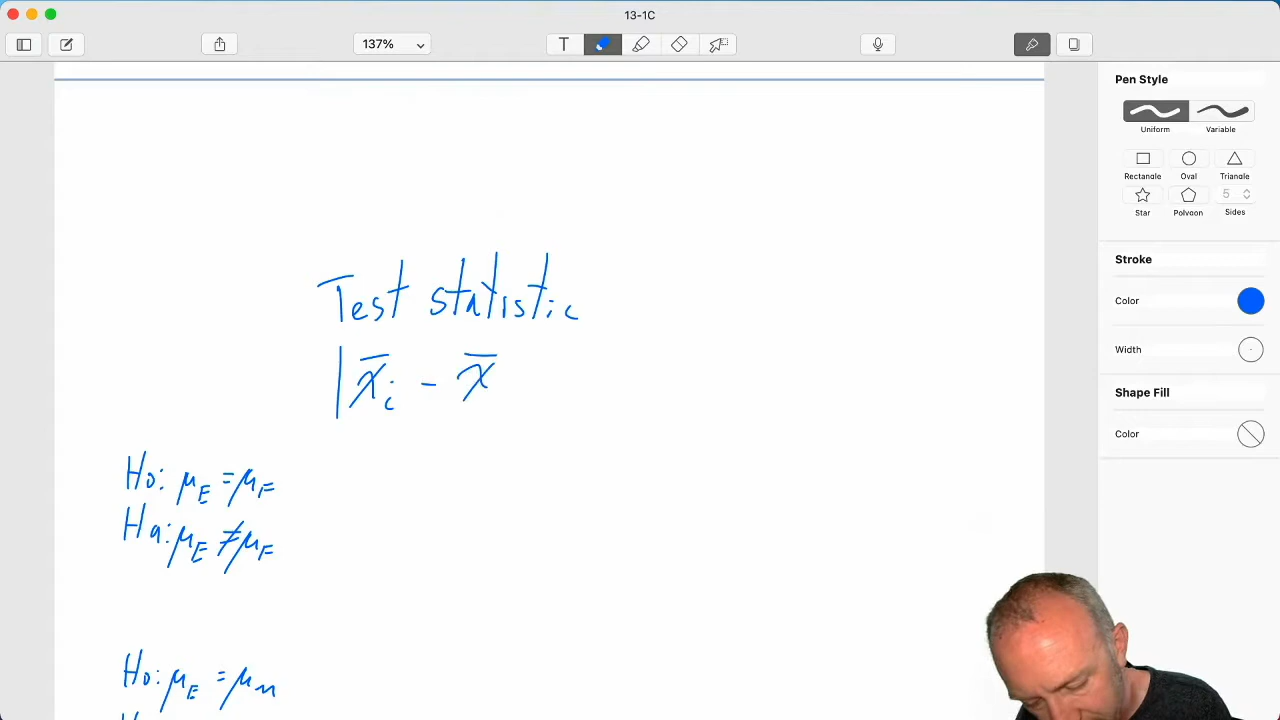 13-1C
137%
T
Pen Style
Uniform Variable
Rectangle Oval Triangle
5
Star Polygon Sides
Stroke
Color
Width
Shape Fill
Color
Test statistic
|x̄i - x̄
Ho: μE = μF
Ha: μE ≠ μF
Ho: μE = μM